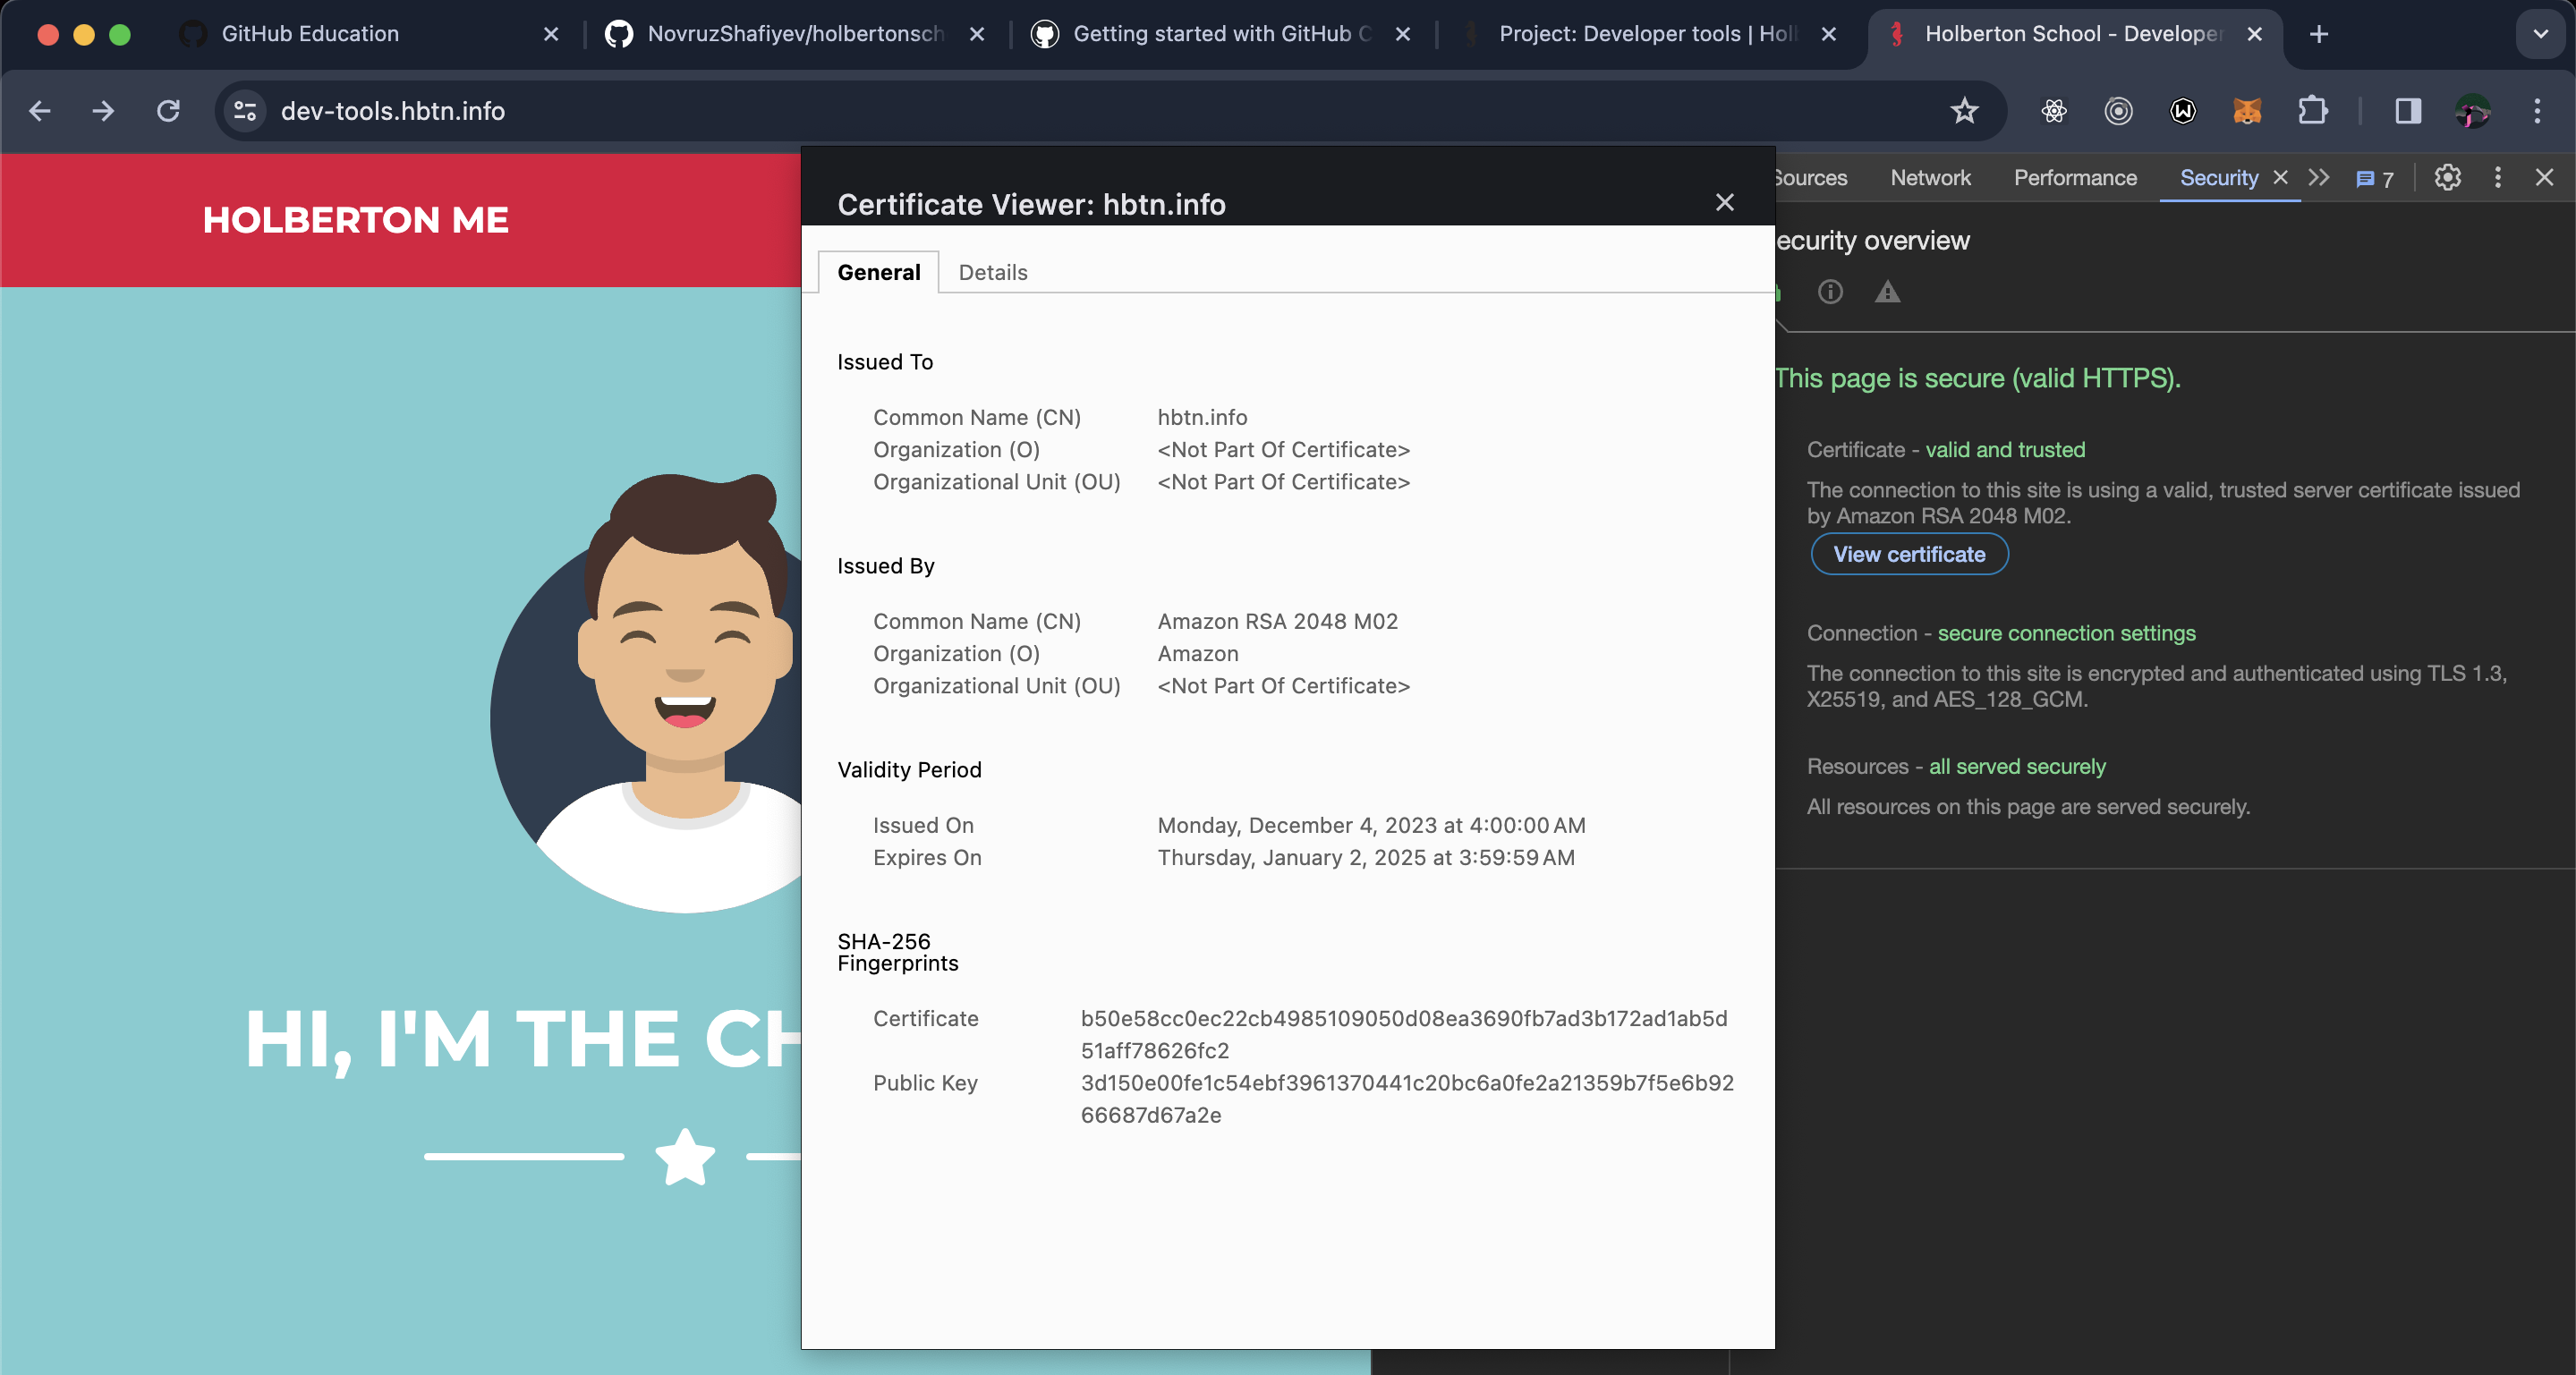 GitHub Education
NovruzShafiyev/holbertonsch
Getting started with GitHub C
Project: Developer tools | Hol
Holberton School - Developer
dev-tools.hbtn.info
HOLBERTON ME
HI, I'M THE CH
Certificate Viewer: hbtn.info
General Details
Issued To
Common Name (CN) hbtn.info
Organization (O) <Not Part Of Certificate>
Organizational Unit (OU) <Not Part Of Certificate>
Issued By
Common Name (CN) Amazon RSA 2048 M02
Organization (O) Amazon
Organizational Unit (OU) <Not Part Of Certificate>
Validity Period
Issued On Monday, December 4, 2023 at 4:00:00 AM
Expires On Thursday, January 2, 2025 at 3:59:59 AM
SHA-256
Fingerprints
Certificate b50e58cc0ec22cb4985109050d08ea3690fb7ad3b172ad1ab5d
51aff78626fc2
Public Key 3d150e00fe1c54ebf3961370441c20bc6a0fe2a21359b7f5e6b92
66687d67a2e
Sources Network Performance Security 7
ecurity overview
This page is secure (valid HTTPS).
Certificate - valid and trusted
The connection to this site is using a valid, trusted server certificate issued
by Amazon RSA 2048 M02.
View certificate
Connection - secure connection settings
The connection to this site is encrypted and authenticated using TLS 1.3,
X25519, and AES_128_GCM.
Resources - all served securely
All resources on this page are served securely.